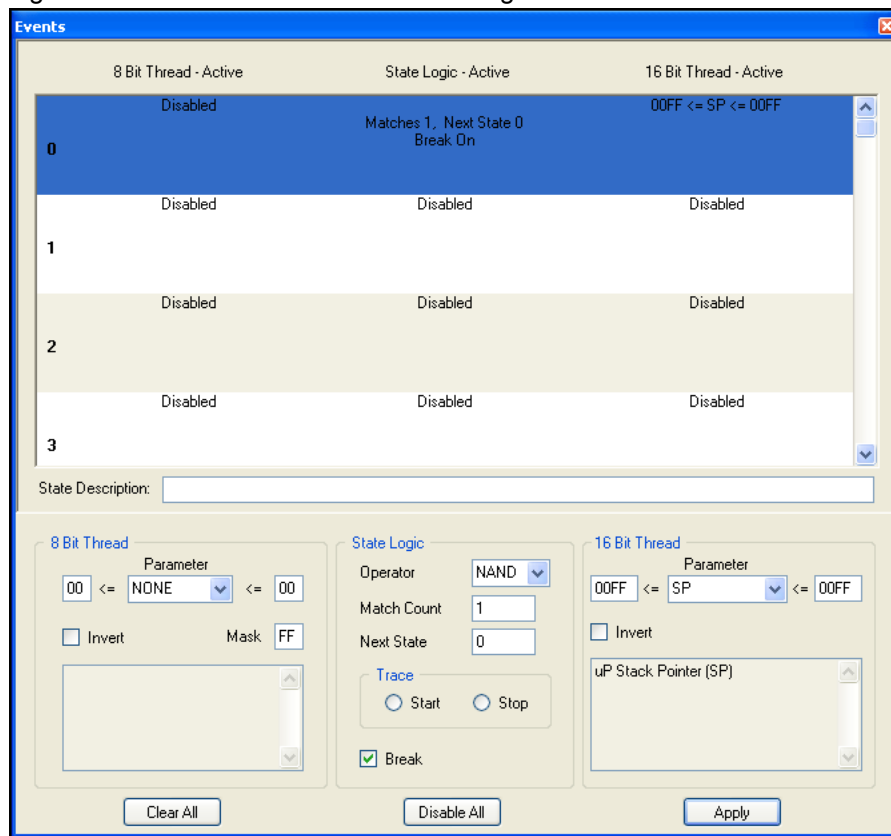 Events
8 Bit Thread - Active State Logic - Active 16 Bit Thread - Active
Disabled 00FF <= SP <= 00FF
Matches 1, Next State 0
Break On
0
Disabled Disabled Disabled
1
Disabled Disabled Disabled
2
Disabled Disabled Disabled
3
State Description:
8 Bit Thread
Parameter
00 <= NONE <= 00
Invert Mask FF
State Logic
Operator NAND
Match Count 1
Next State 0
Trace
Start Stop
Break
16 Bit Thread
Parameter
00FF <= SP <= 00FF
Invert
uP Stack Pointer (SP)
Clear All Disable All Apply